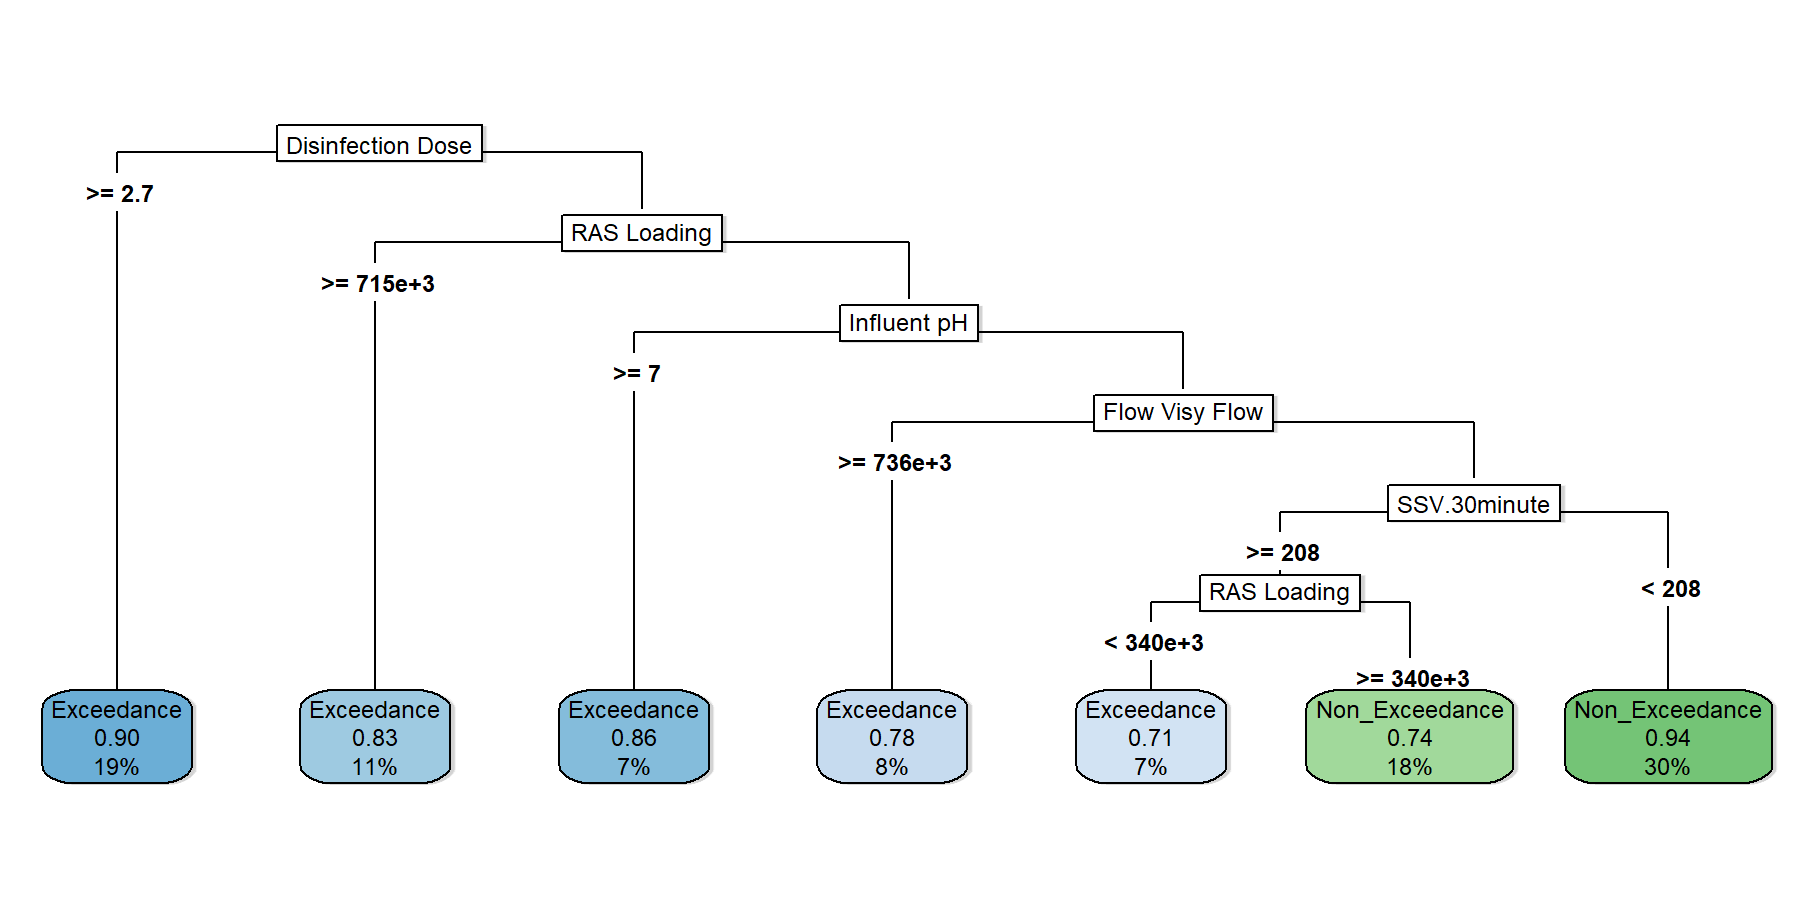 Disinfection Dose
>= 2.7
RAS Loading
>= 715e+3
Influent pH
>= 7
Flow Visy Flow
>= 736e+3
SSV.30minute
>= 208
< 208
RAS Loading
< 340e+3
>= 340e+3
Exceedance
0.90
19%
Exceedance
0.83
11%
Exceedance
0.86
7%
Exceedance
0.78
8%
Exceedance
0.71
7%
Non_Exceedance
0.74
18%
Non_Exceedance
0.94
30%